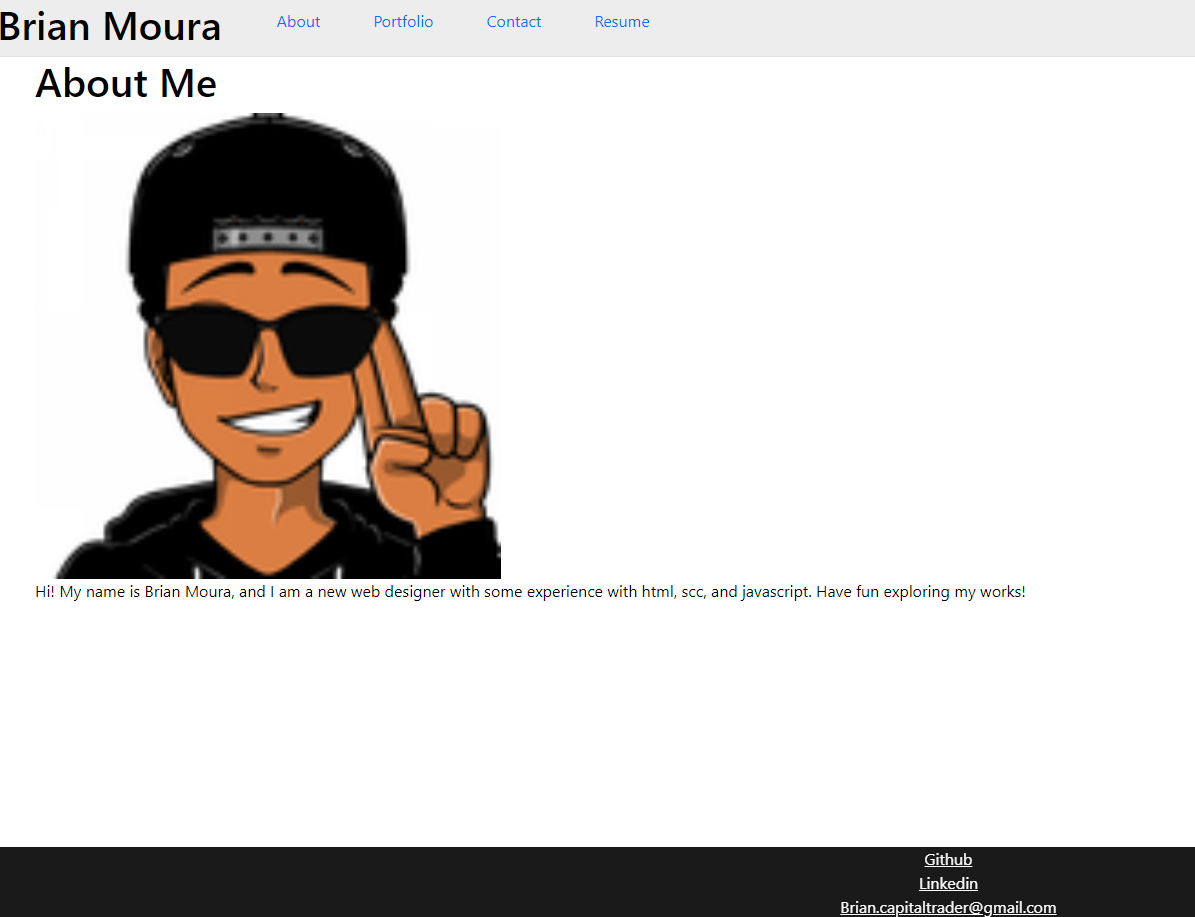 Brian Moura About Portfolio Contact Resume
About Me
Hi! My name is Brian Moura, and I am a new web designer with some experience with html, scc, and javascript. Have fun exploring my works!
Github
Linkedin
Brian.capitaltrader@gmail.com